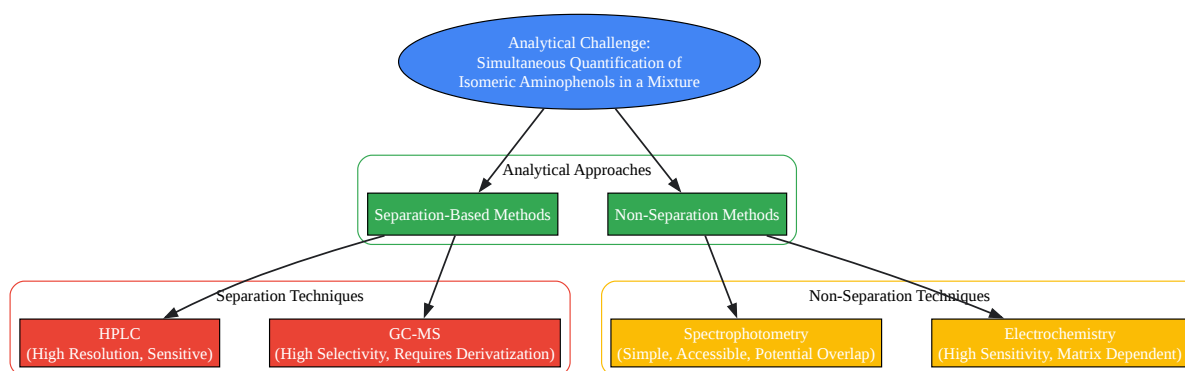 Analytical Challenge:
Simultaneous Quantification of
Isomeric Aminophenols in a Mixture
Analytical Approaches
Separation-Based Methods
Non-Separation Methods
Separation Techniques
Non-Separation Techniques
HPLC
(High Resolution, Sensitive)
GC-MS
(High Selectivity, Requires Derivatization)
Spectrophotometry
(Simple, Accessible, Potential Overlap)
Electrochemistry
(High Sensitivity, Matrix Dependent)